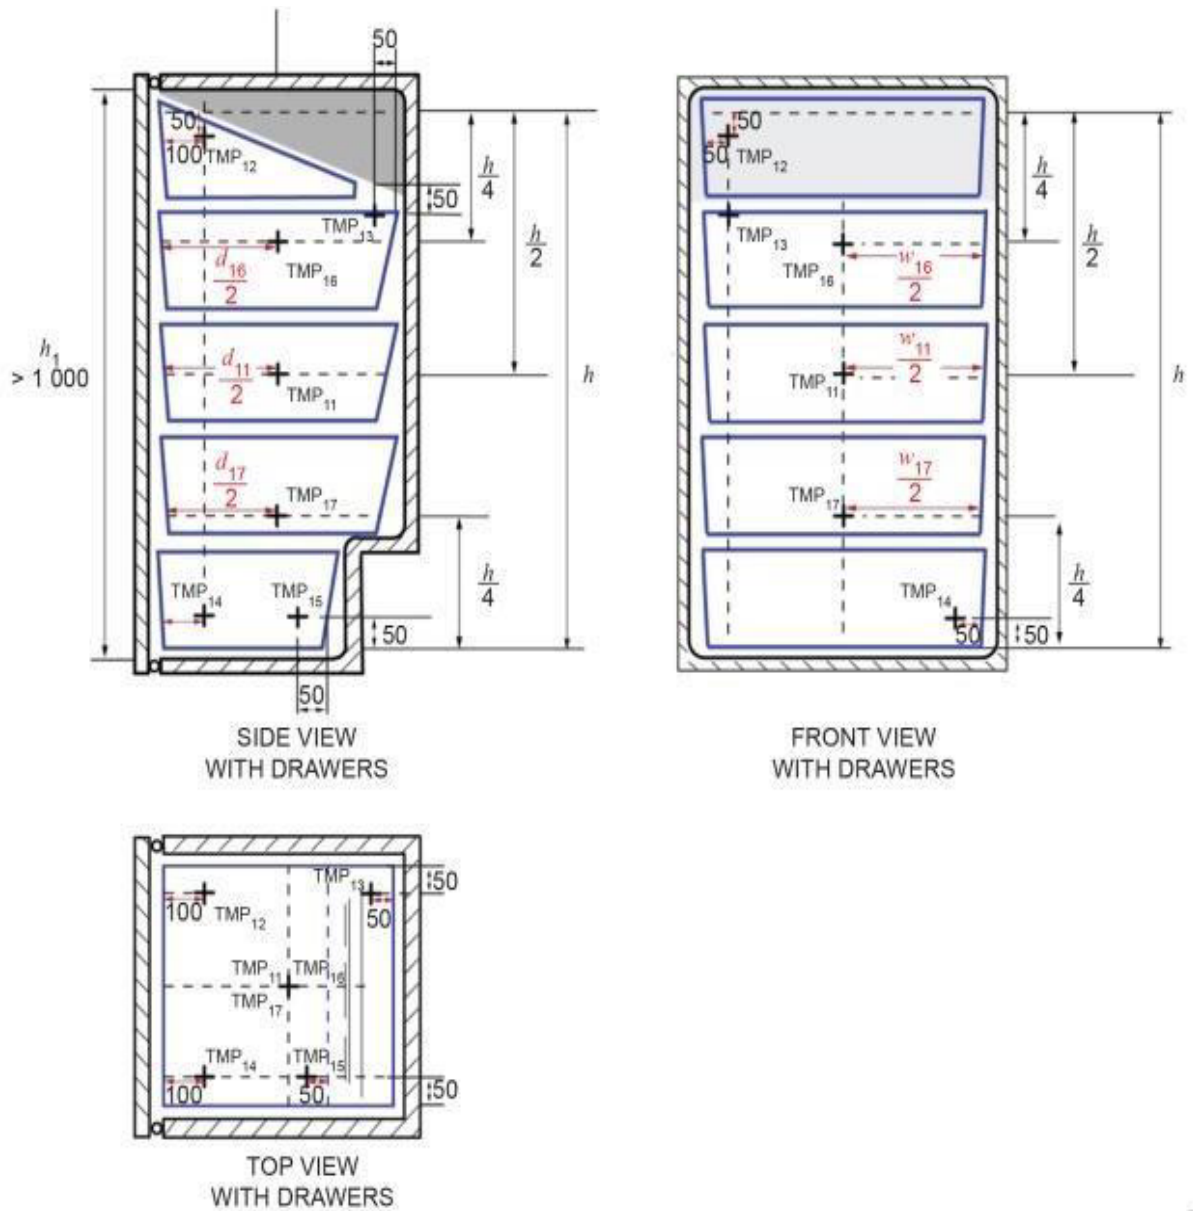 50
50
100
TMP12
50
h/4
h/2
TMP13
d16/2
TMP16
h1
> 1 000
d11/2
TMP11
h
d17/2
TMP17
TMP14
TMP15
h/4
50
50
SIDE VIEW
WITH DRAWERS
50
50
TMP12
h/4
h/2
TMP13
TMP16
w16/2
w11/2
TMP11
h
w17/2
TMP17
TMP14
h/4
50
50
FRONT VIEW
WITH DRAWERS
TMP13
50
100
TMP12
50
TMP11
TMP16
TMP17
TMP14
TMP15
100
50
50
TOP VIEW
WITH DRAWERS